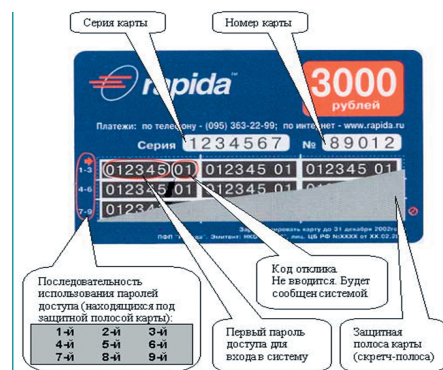 Серия карты
Номер карты
rapida
3000
рублей
Платежи: по телефону - (095) 363-22-99; по интернет - www.rapida.ru
Серия 1234567 № 89012
1-3 012345 01 012345 01 012345 01
4-6 012345 01 012345 01
7-9 01234
карту до 31 декабря 2002г.
Последовательность
использования паролей
доступа (находящихся под
защитной полосой карты):
1-й 2-й 3-й
4-й 5-й 6-й
7-й 8-й 9-й
Код отклика.
Не вводится. Будет
сообщен системой.
Первый пароль
доступа для
входа в систему
Защитная
полоса карты
(скретч-полоса)